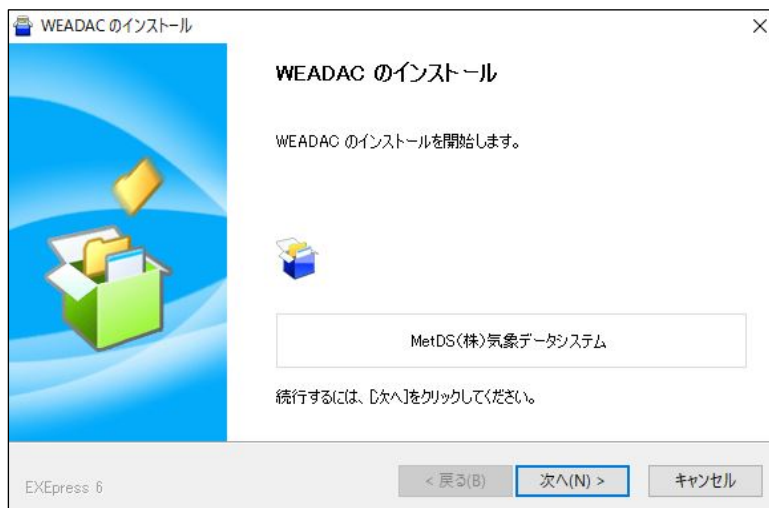 WEADAC のインストール
WEADAC のインストール
WEADAC のインストールを開始します。
MetDS(株)気象データシステム
続行するには、[次へ]をクリックしてください。
EXEpress 6
< 戻る(B)
次へ(N) >
キャンセル